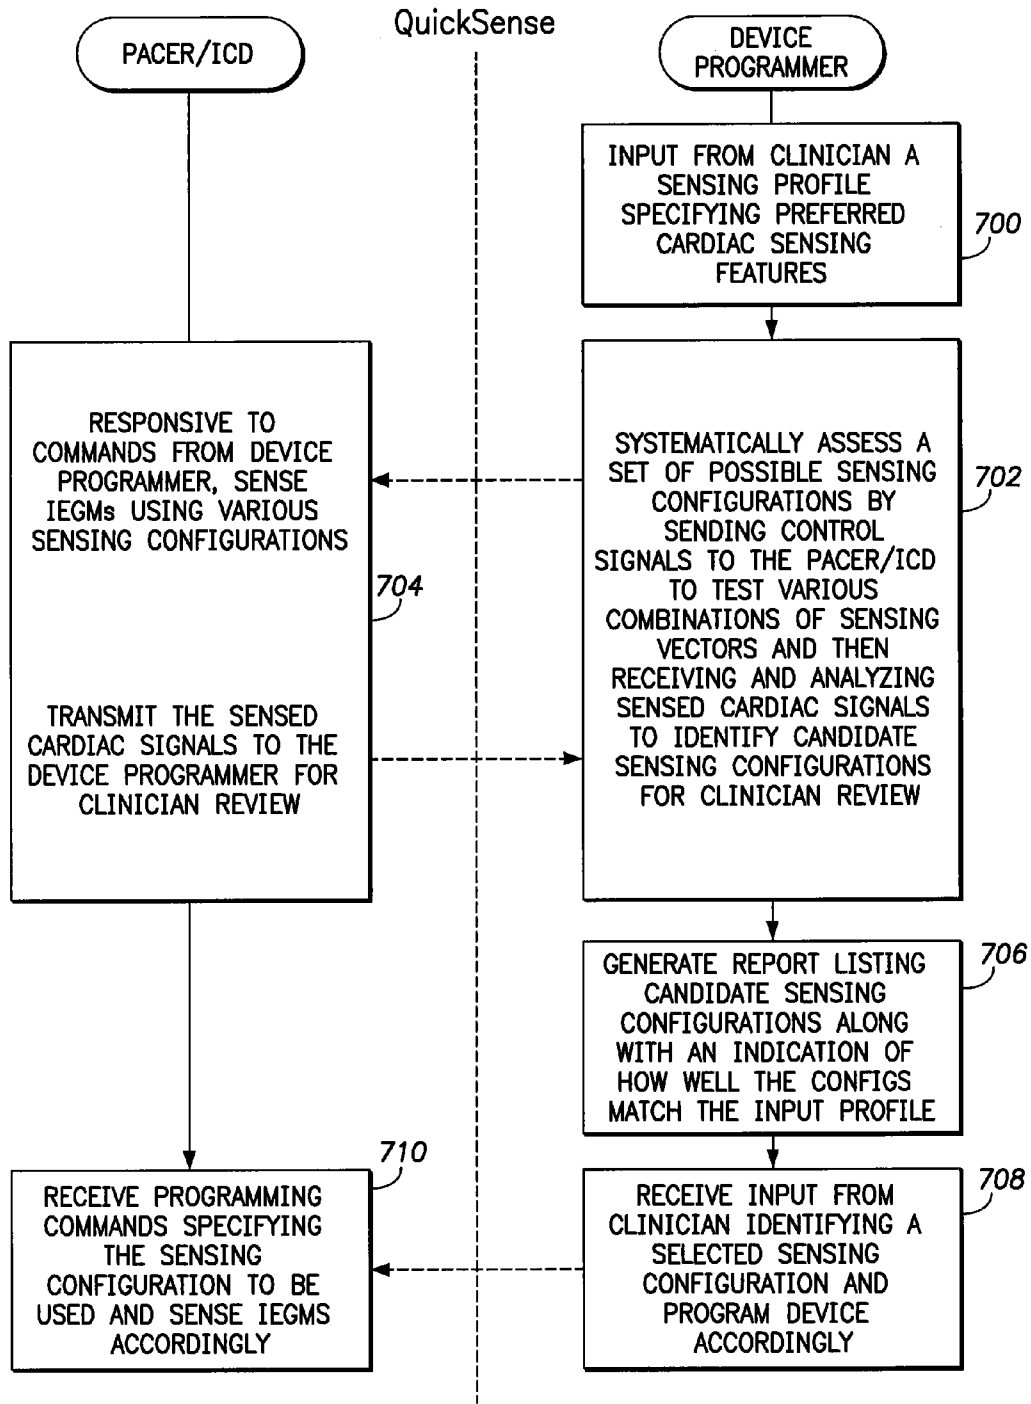 QuickSense
PACER/ICD
DEVICE
PROGRAMMER
INPUT FROM CLINICIAN A
SENSING PROFILE
SPECIFYING PREFERRED
CARDIAC SENSING
FEATURES
700
RESPONSIVE TO
COMMANDS FROM DEVICE
PROGRAMMER, SENSE
IEGMs USING VARIOUS
SENSING CONFIGURATIONS
704
TRANSMIT THE SENSED
CARDIAC SIGNALS TO THE
DEVICE PROGRAMMER FOR
CLINICIAN REVIEW
SYSTEMATICALLY ASSESS A
SET OF POSSIBLE SENSING
CONFIGURATIONS BY
SENDING CONTROL
SIGNALS TO THE PACER/ICD
TO TEST VARIOUS
COMBINATIONS OF SENSING
VECTORS AND THEN
RECEIVING AND ANALYZING
SENSED CARDIAC SIGNALS
TO IDENTIFY CANDIDATE
SENSING CONFIGURATIONS
FOR CLINICIAN REVIEW
702
GENERATE REPORT LISTING
CANDIDATE SENSING
CONFIGURATIONS ALONG
WITH AN INDICATION OF
HOW WELL THE CONFIGS
MATCH THE INPUT PROFILE
706
RECEIVE PROGRAMMING
COMMANDS SPECIFYING
THE SENSING
CONFIGURATION TO BE
USED AND SENSE IEGMS
ACCORDINGLY
710
RECEIVE INPUT FROM
CLINICIAN IDENTIFYING A
SELECTED SENSING
CONFIGURATION AND
PROGRAM DEVICE
ACCORDINGLY
708